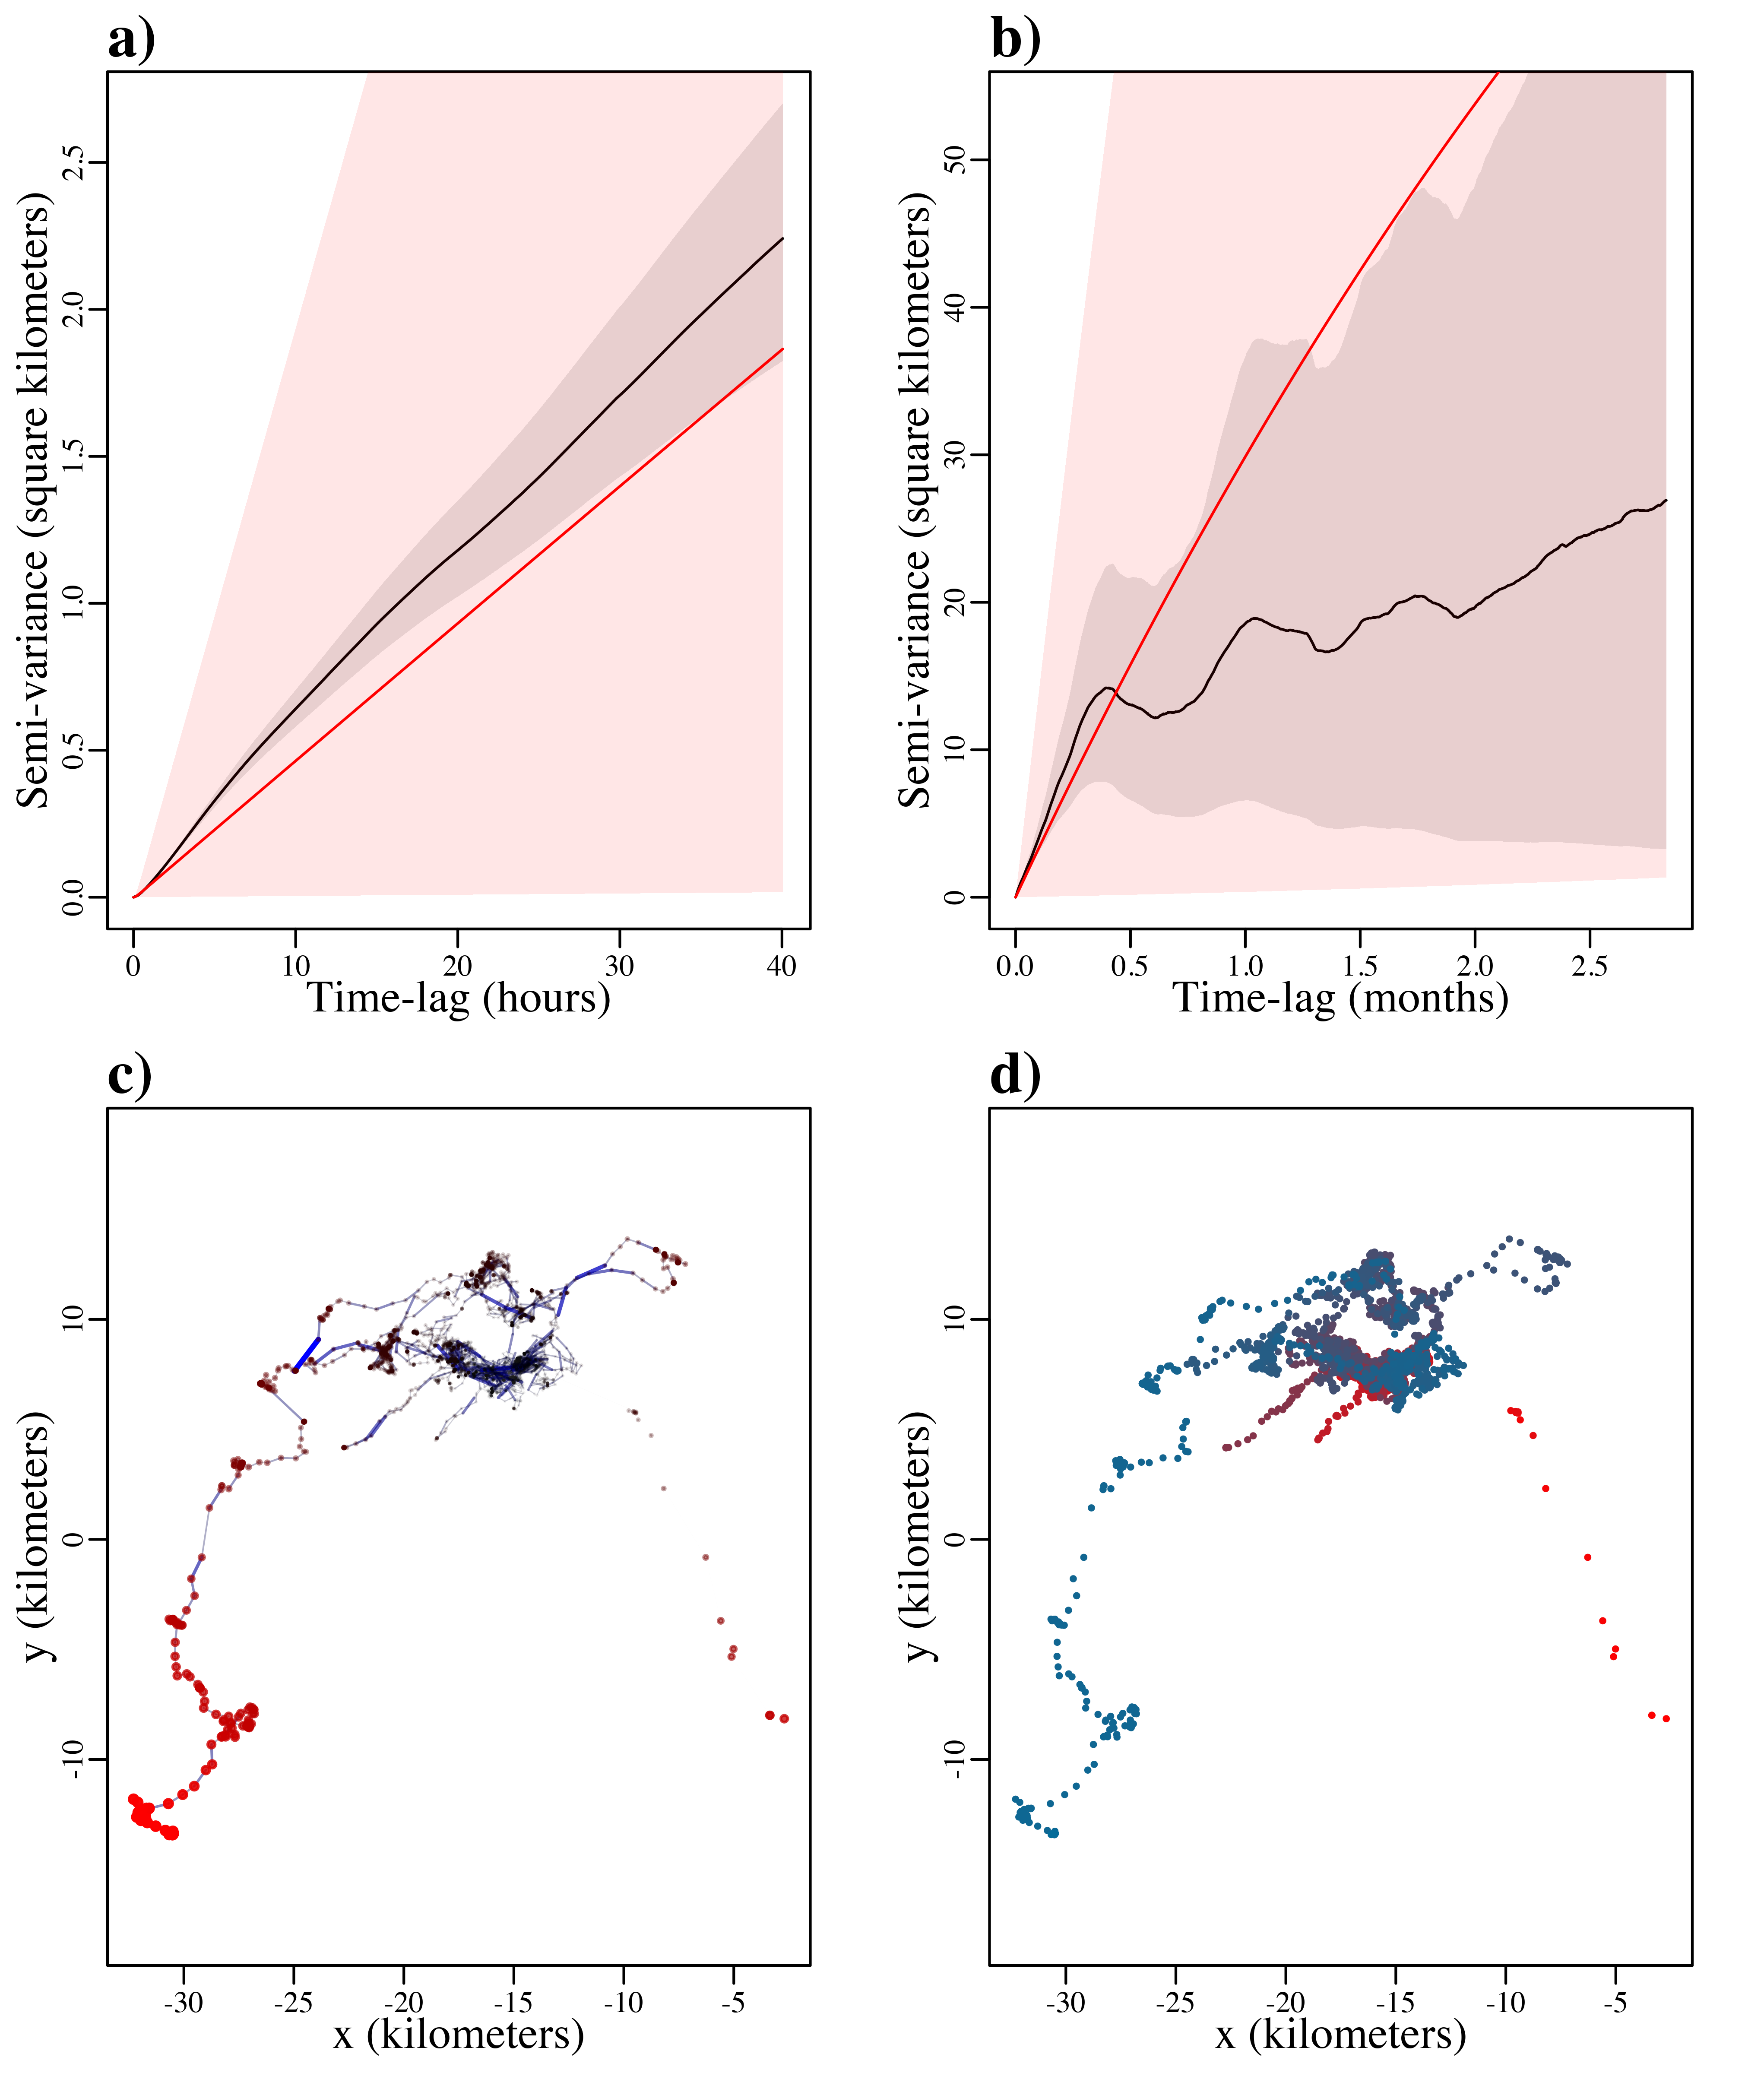 a)
Semi-variance (square kilometers)
2.5
2.0
1.5
1.0
0.5
0.0
0 10 20 30 40
Time-lag (hours)
b)
Semi-variance (square kilometers)
50
40
30
20
10
0
0.0 0.5 1.0 1.5 2.0 2.5
Time-lag (months)
c)
y (kilometers)
10
0
-10
-30 -25 -20 -15 -10 -5
x (kilometers)
d)
y (kilometers)
10
0
-10
-30 -25 -20 -15 -10 -5
x (kilometers)